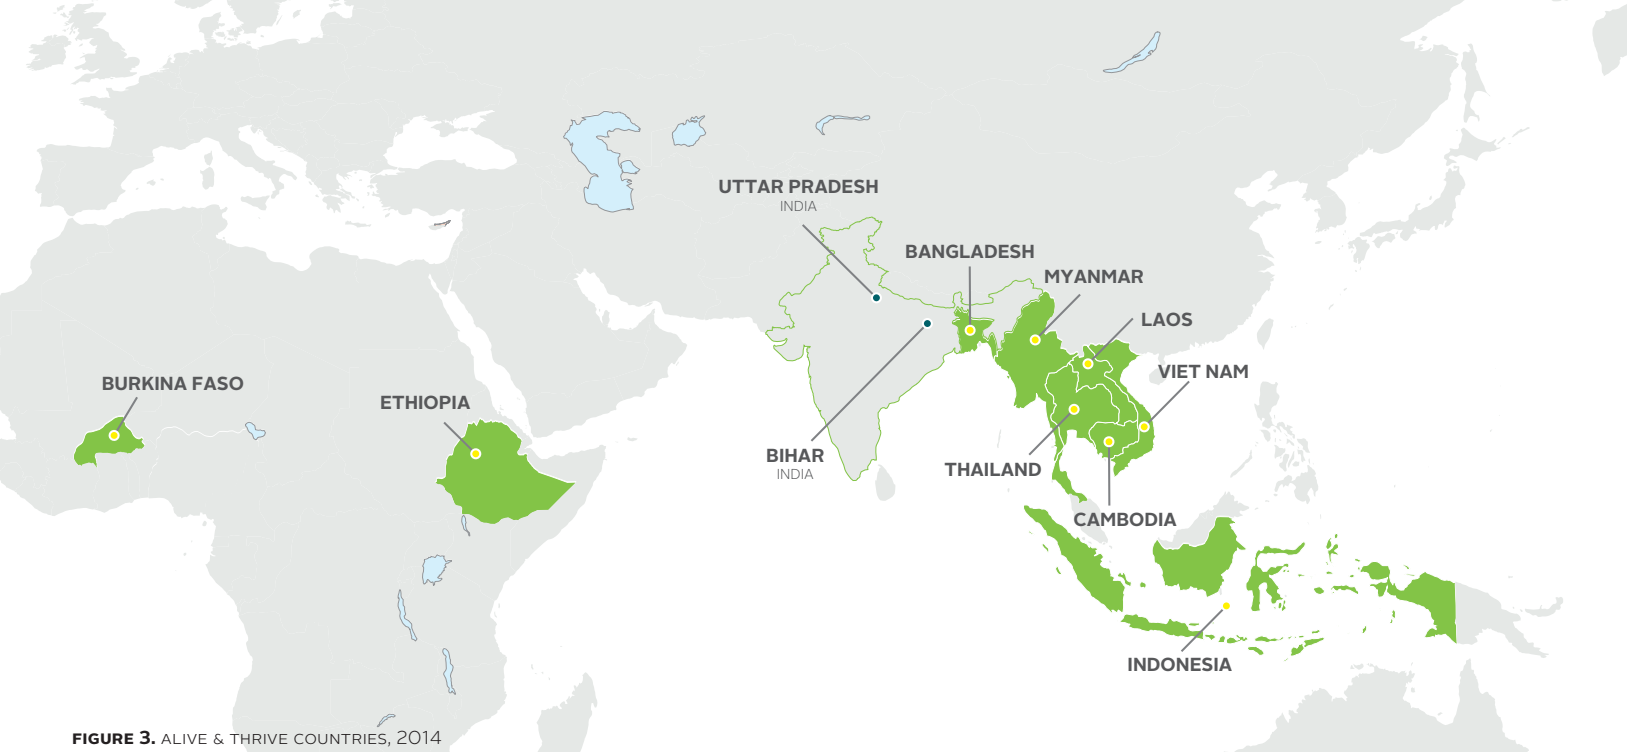 UTTAR PRADESH
INDIA
BANGLADESH
MYANMAR
LAOS
VIET NAM
BURKINA FASO
ETHIOPIA
BIHAR
INDIA
THAILAND
CAMBODIA
INDONESIA
FIGURE 3. ALIVE & THRIVE COUNTRIES, 2014